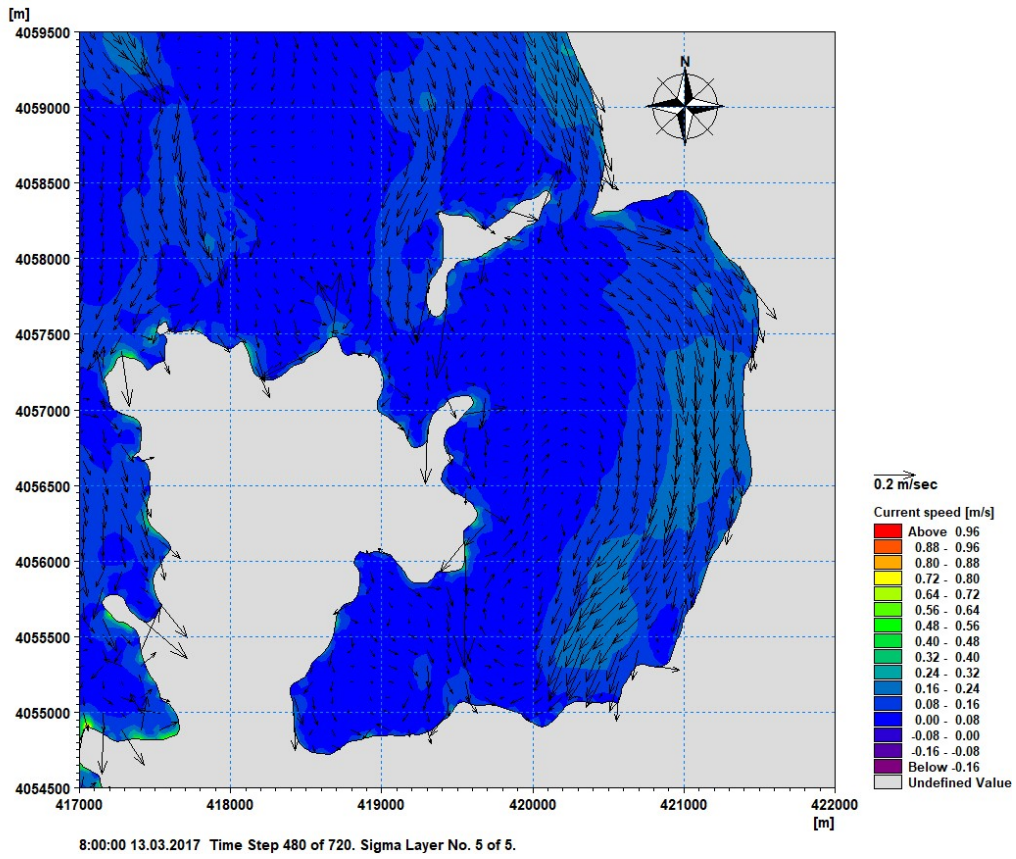 [m]
4059500
4059000
4058500
4058000
4057500
4057000
4056500
4056000
4055500
4055000
4054500
417000 418000 419000 420000 421000 422000
[m]
N
0.2 m/sec
Current speed [m/s]
Above 0.96
0.88 - 0.96
0.80 - 0.88
0.72 - 0.80
0.64 - 0.72
0.56 - 0.64
0.48 - 0.56
0.40 - 0.48
0.32 - 0.40
0.24 - 0.32
0.16 - 0.24
0.08 - 0.16
0.00 - 0.08
-0.08 - 0.00
-0.16 - -0.08
Below -0.16
Undefined Value
8:00:00 13.03.2017 Time Step 480 of 720. Sigma Layer No. 5 of 5.